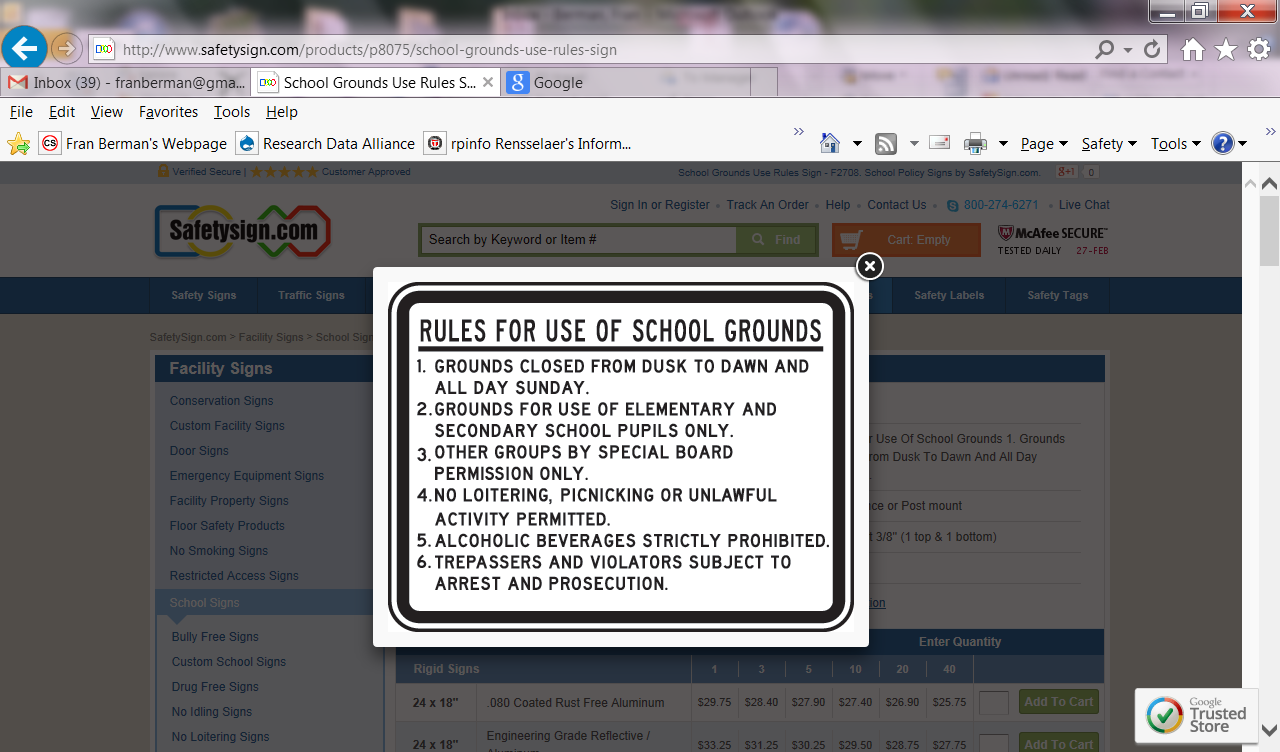 http://www.safetysign.com/products/p8075/school-grounds-use-rules-sign
Inbox (39) - franberman@gma...
School Grounds Use Rules S...
Google
File Edit View Favorites Tools Help
Fran Berman's Webpage
Research Data Alliance
rpinfo Rensselaer's Inform...
Page Safety Tools
Verified Secure | Customer Approved
School Grounds Use Rules Sign - F2708. School Policy Signs by SafetySign.com.
g+1 0
Sign In or Register Track An Order Help Contact Us 800-274-6271 Live Chat
Safetysign.com
Search by Keyword or Item #
Find
Cart: Empty
McAfee SECURE™
TESTED DAILY 27-FEB
Safety Signs
Traffic Signs
Safety Labels
Safety Tags
SafetySign.com > Facility Signs > School Sign
Facility Signs
Conservation Signs
Custom Facility Signs
Door Signs
Emergency Equipment Signs
Facility Property Signs
Floor Safety Products
No Smoking Signs
Restricted Access Signs
School Signs
Bully Free Signs
Custom School Signs
Drug Free Signs
No Idling Signs
No Loitering Signs
RULES FOR USE OF SCHOOL GROUNDS
1. GROUNDS CLOSED FROM DUSK TO DAWN AND
ALL DAY SUNDAY.
2. GROUNDS FOR USE OF ELEMENTARY AND
SECONDARY SCHOOL PUPILS ONLY.
3. OTHER GROUPS BY SPECIAL BOARD
PERMISSION ONLY.
4. NO LOITERING, PICNICKING OR UNLAWFUL
ACTIVITY PERMITTED.
5. ALCOHOLIC BEVERAGES STRICTLY PROHIBITED.
6. TREPASSERS AND VIOLATORS SUBJECT TO
ARREST AND PROSECUTION.
r Use Of School Grounds 1. Grounds
rom Dusk To Dawn And All Day
ce or Post mount
t 3/8" (1 top & 1 bottom)
ion
Enter Quantity
Rigid Signs 1 3 5 10 20 40
24 x 18" .080 Coated Rust Free Aluminum $29.75 $28.40 $27.90 $27.40 $26.90 $25.75 Add To Cart
24 x 18" Engineering Grade Reflective / $33.25 $31.25 $30.25 $29.50 $28.75 $27.75 Add To Cart
Aluminum
Google
Trusted
Store